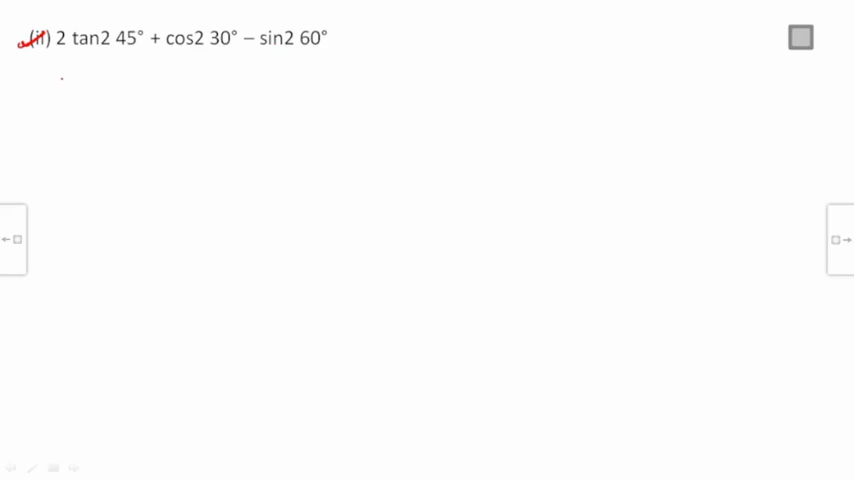 (ii) 2 tan2 45° + cos2 30° – sin2 60°